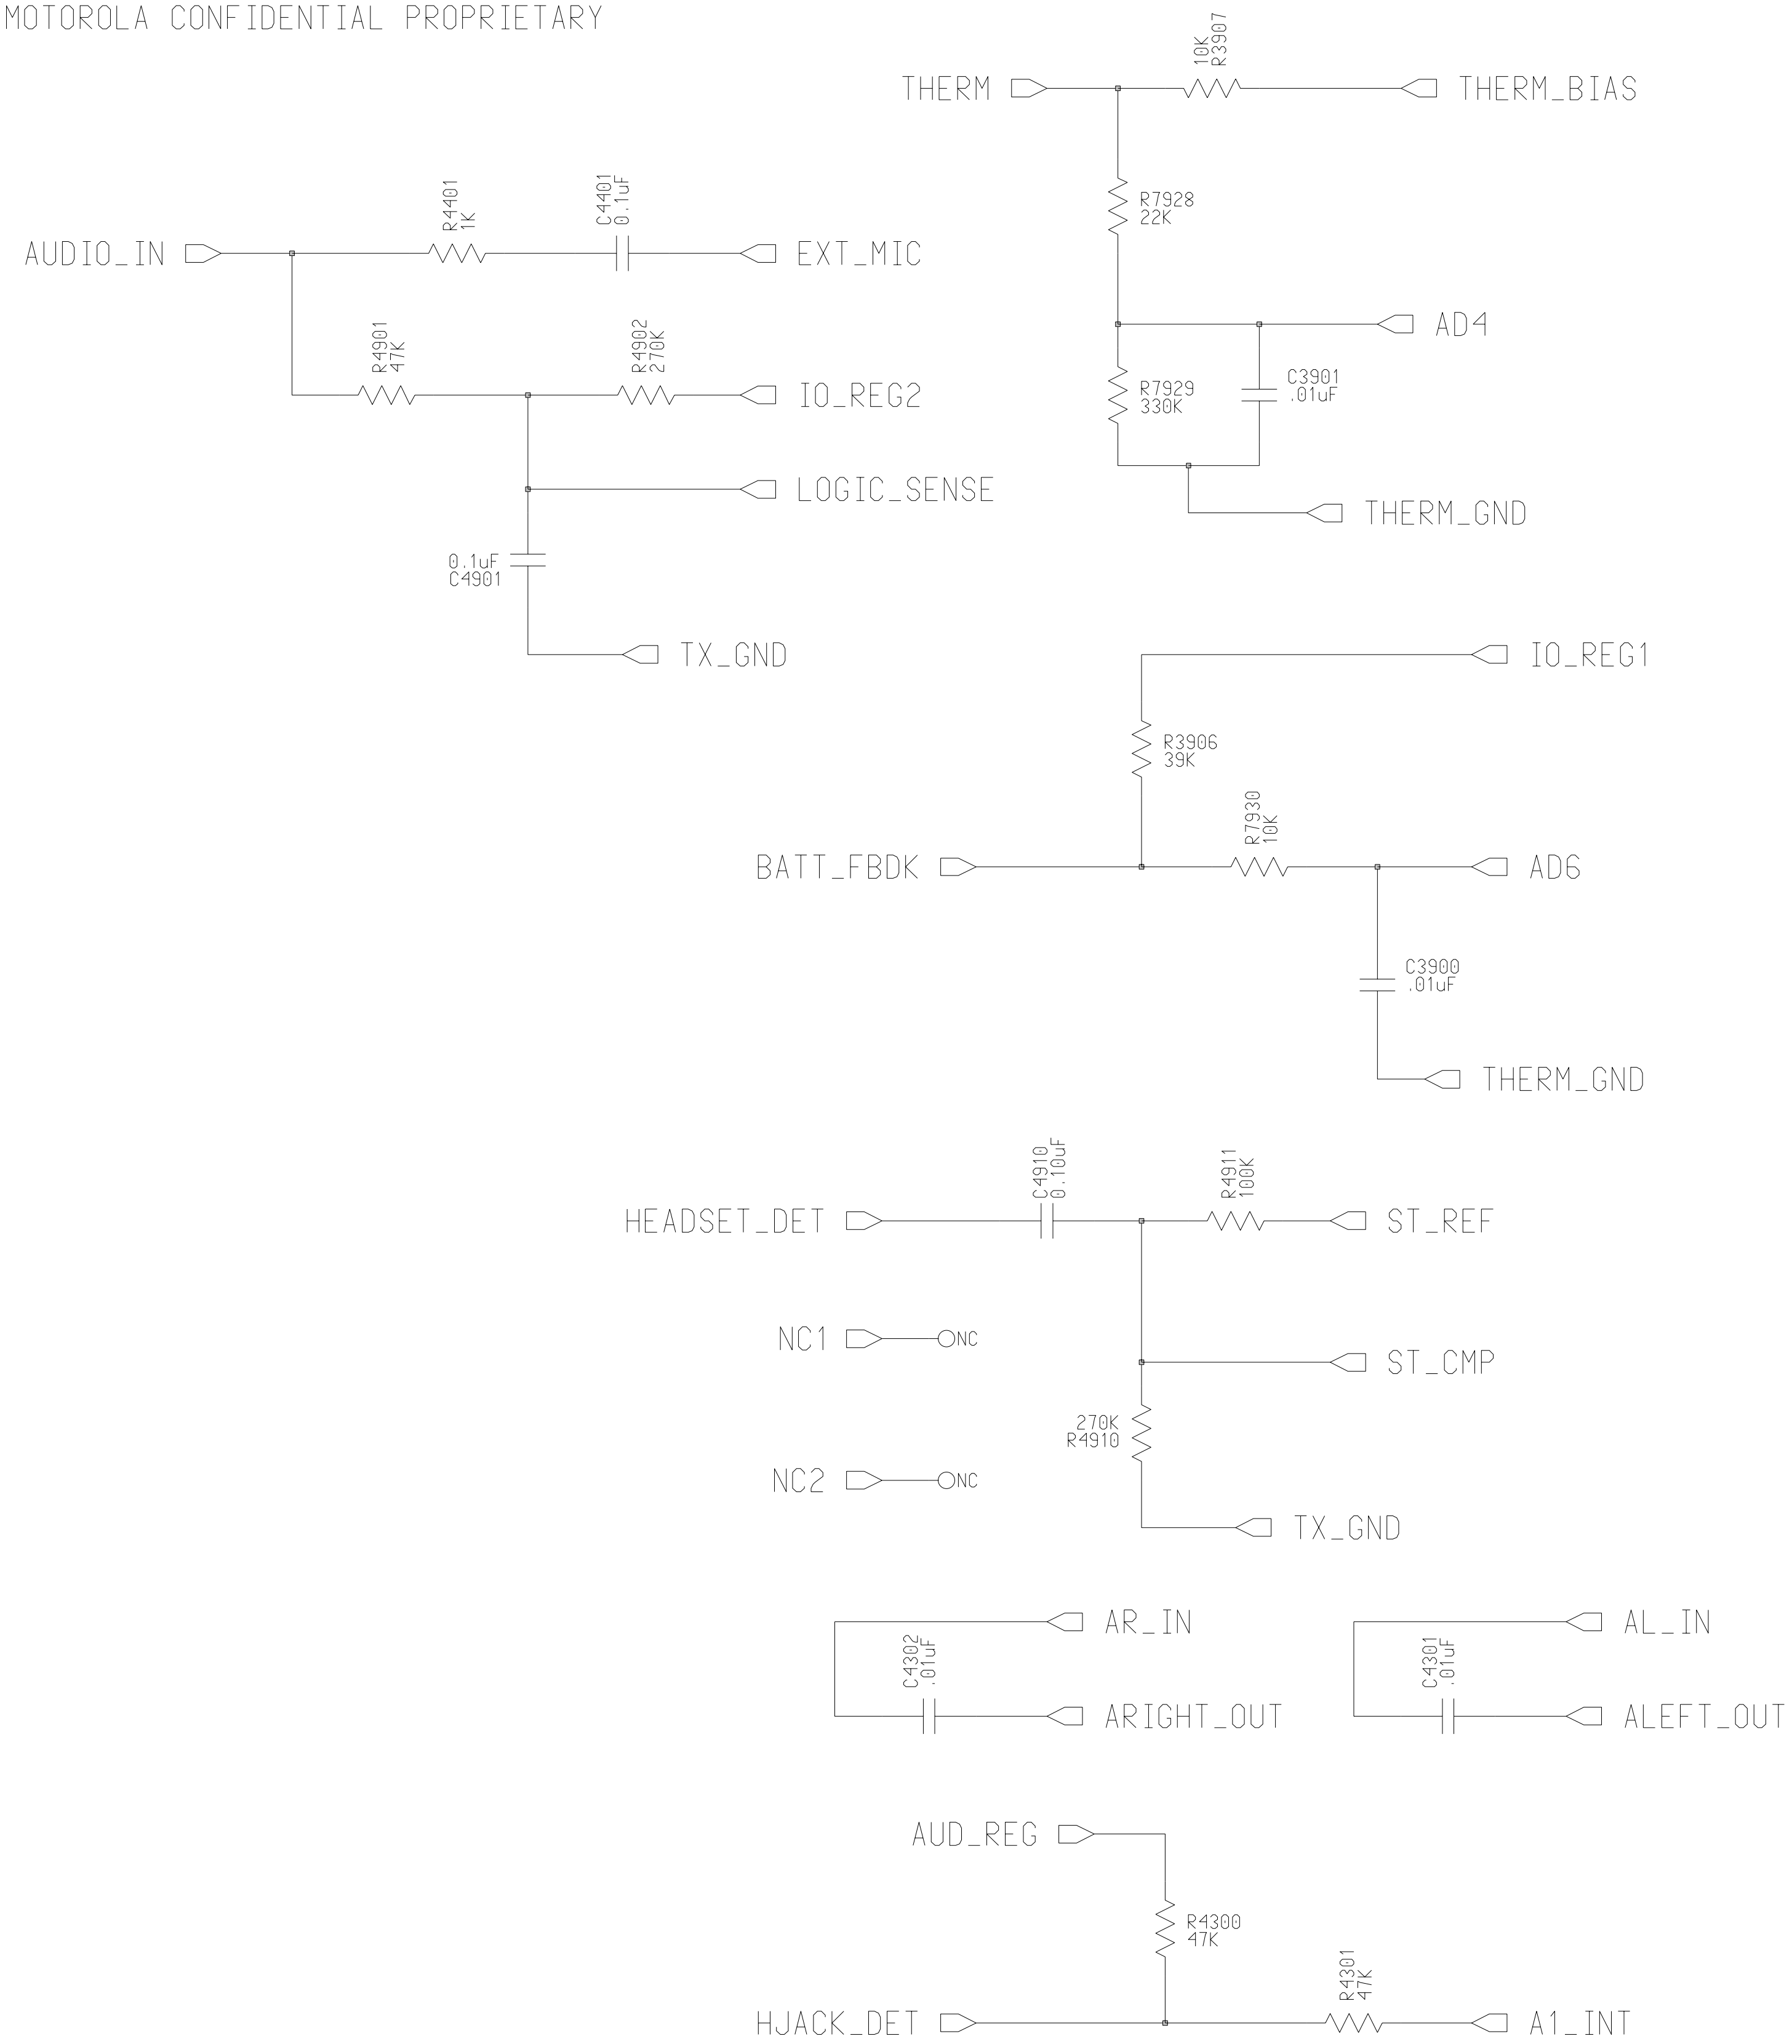 MOTOROLA CONFIDENTIAL PROPRIETARY
10K
R3907
THERM
THERM_BIAS
R7928
22K
R4401
1K
C4401
0.1uF
AUDIO_IN
EXT_MIC
AD4
R4901
47K
R4902
270K
IO_REG2
R7929
330K
C3901
.01uF
LOGIC_SENSE
THERM_GND
0.1uF
C4901
TX_GND
IO_REG1
R3906
39K
R7930
10K
BATT_FBDK
AD6
C3900
.01uF
THERM_GND
C4910
0.10uF
R4911
100K
HEADSET_DET
ST_REF
NC1
NC
ST_CMP
270K
R4910
NC2
NC
TX_GND
AR_IN
AL_IN
C4302
.01uF
C4301
.01uF
ARIGHT_OUT
ALEFT_OUT
AUD_REG
R4300
47K
R4301
47K
HJACK_DET
A1_INT